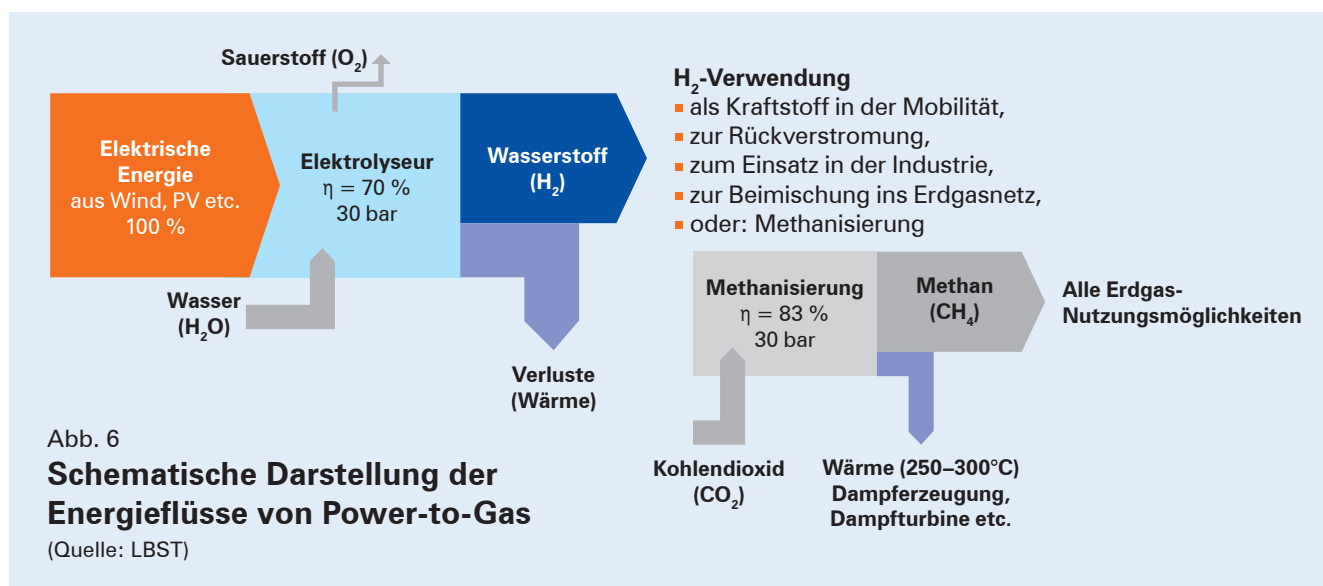 Sauerstoff (O₂)
Elektrische
Energie
aus Wind, PV etc.
100 %
Elektrolyseur
η = 70 %
30 bar
Wasserstoff
(H₂)
H₂-Verwendung
▪ als Kraftstoff in der Mobilität,
▪ zur Rückverstromung,
▪ zum Einsatz in der Industrie,
▪ zur Beimischung ins Erdgasnetz,
▪ oder: Methanisierung
Wasser
(H₂O)
Verluste
(Wärme)
Methanisierung
η = 83 %
30 bar
Methan
(CH₄)
Alle Erdgas-
Nutzungsmöglichkeiten
Kohlendioxid
(CO₂)
Wärme (250–300°C)
Dampferzeugung,
Dampfturbine etc.
Abb. 6
Schematische Darstellung der
Energieflüsse von Power-to-Gas
(Quelle: LBST)